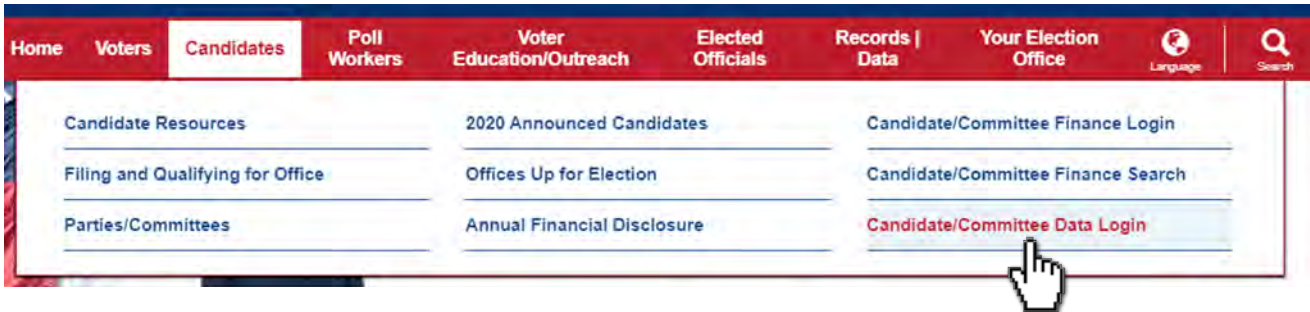 Home
Voters
Candidates
Poll
Workers
Voter
Education/Outreach
Elected
Officials
Records |
Data
Your Election
Office
Language
Search
Candidate Resources
2020 Announced Candidates
Candidate/Committee Finance Login
Filing and Qualifying for Office
Offices Up for Election
Candidate/Committee Finance Search
Parties/Committees
Annual Financial Disclosure
Candidate/Committee Data Login